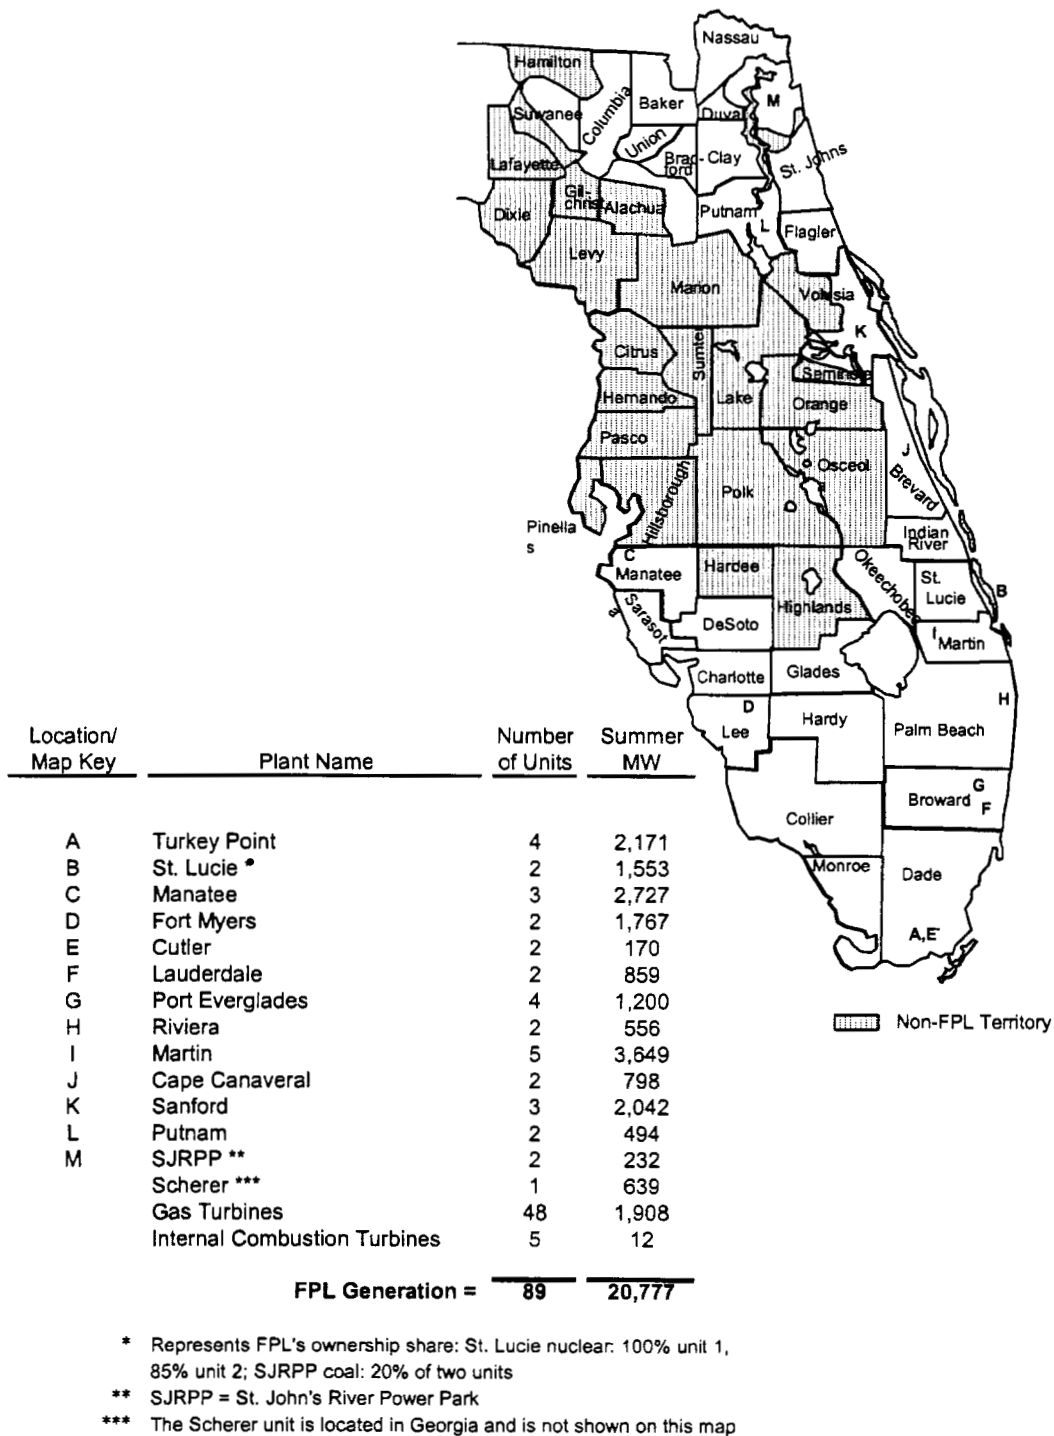 Nassau
Hamilton
Suwanee
Columbia
Baker
Duval
M
Union
Brad-
ford
Clay
St. Johns
Lafayette
Gil-
christ
Alachua
Putnam
L
Flagler
Dixie
Levy
Marion
Volusia
K
Citrus
Sumter
Seminole
Hernando
Lake
Orange
Pasco
J
Brevard
Osceol
a
Hillsborough
Polk
Pinella
s
Indian
River
C
Manatee
Hardee
Okeechobee
St.
Lucie
B
Highlands
Sarasot
a
DeSoto
I
Martin
Charlotte
Glades
H
D
Lee
Hardy
Palm Beach
Broward
G
F
Collier
Monroe
Dade
A,E
Non-FPL Territory
Location/ Number Summer
Map Key Plant Name of Units MW
A Turkey Point 4 2,171
B St. Lucie * 2 1,553
C Manatee 3 2,727
D Fort Myers 2 1,767
E Cutler 2 170
F Lauderdale 2 859
G Port Everglades 4 1,200
H Riviera 2 556
I Martin 5 3,649
J Cape Canaveral 2 798
K Sanford 3 2,042
L Putnam 2 494
M SJRPP ** 2 232
Scherer *** 1 639
Gas Turbines 48 1,908
Internal Combustion Turbines 5 12
FPL Generation = 89 20,777
* Represents FPL's ownership share: St. Lucie nuclear: 100% unit 1,
85% unit 2; SJRPP coal: 20% of two units
** SJRPP = St. John's River Power Park
*** The Scherer unit is located in Georgia and is not shown on this map